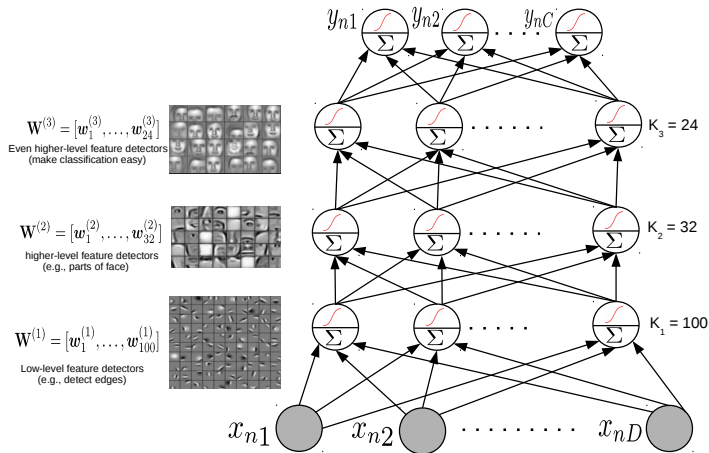 y_{n1} y_{n2} . . . . . y_{nC}
Σ Σ Σ
W^{(3)} = [w_1^{(3)}, . . . , w_{24}^{(3)}]
Even higher-level feature detectors
(make classification easy)
Σ Σ . . . . . . Σ K_3 = 24
W^{(2)} = [w_1^{(2)}, . . . , w_{32}^{(2)}]
higher-level feature detectors
(e.g., parts of face)
Σ Σ . . . . . . Σ K_2 = 32
W^{(1)} = [w_1^{(1)}, . . . , w_{100}^{(1)}]
Low-level feature detectors
(e.g., detect edges)
Σ Σ . . . . . Σ K_1 = 100
x_{n1} x_{n2} . . . . . . . . . x_{nD}